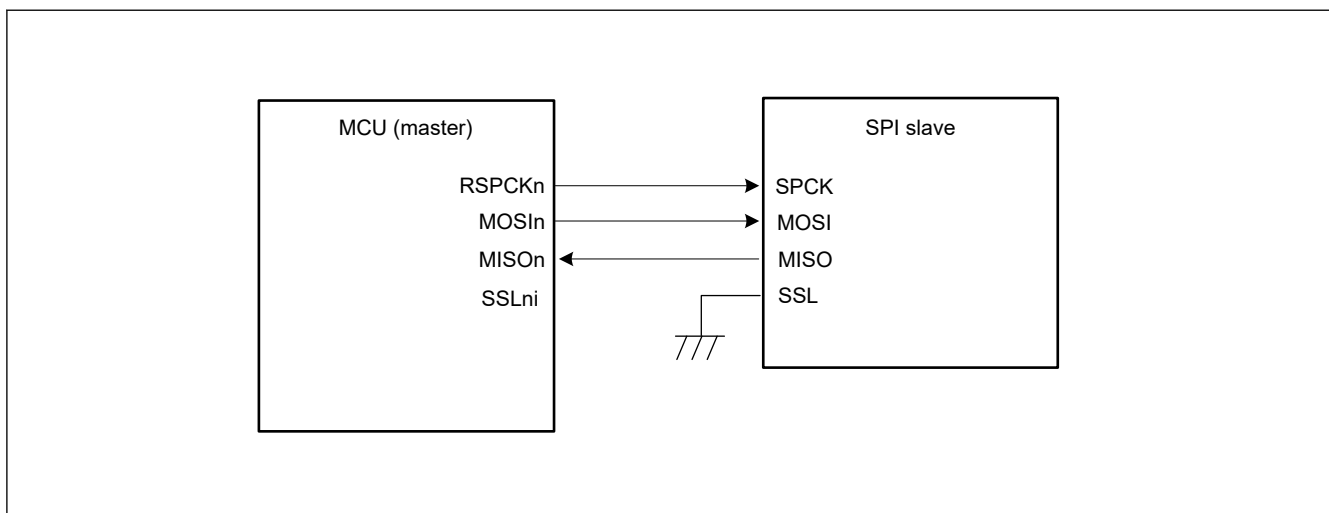 MCU (master)
SPI slave
RSPCKn
SPCK
MOSIn
MOSI
MISOn
MISO
SSLni
SSL